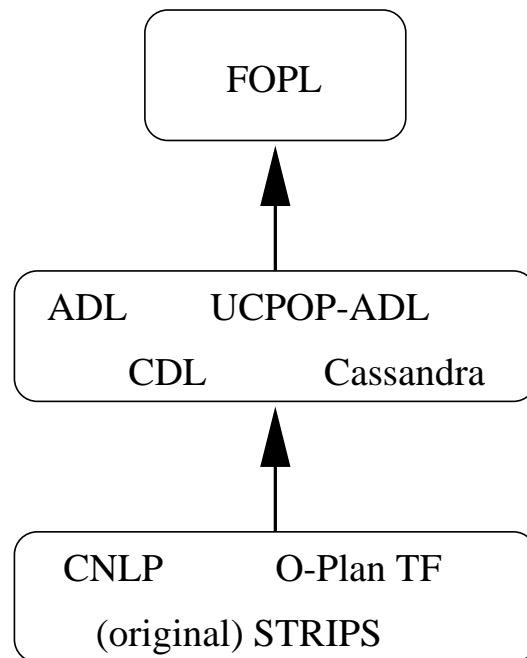 FOPL
ADL UCPOP-ADL
CDL Cassandra
CNLP O-Plan TF
(original) STRIPS